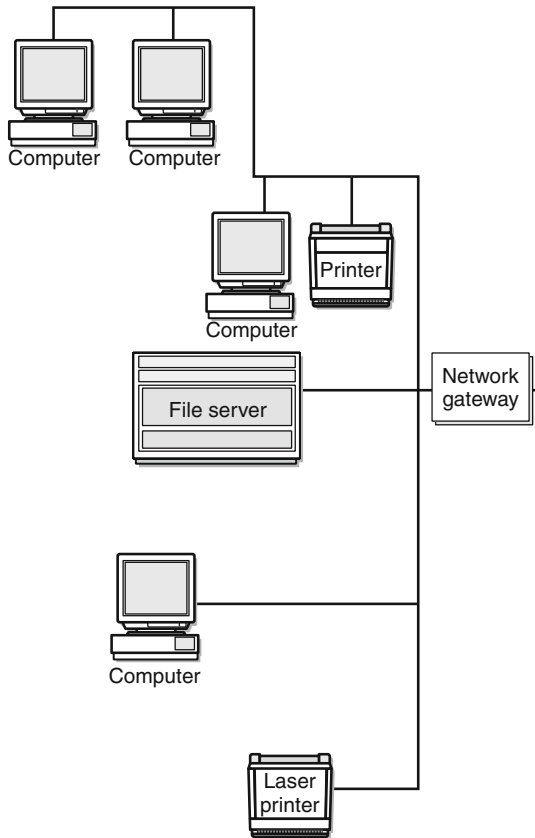 Computer
Computer
Printer
Computer
Network
gateway
File server
Computer
Laser
printer